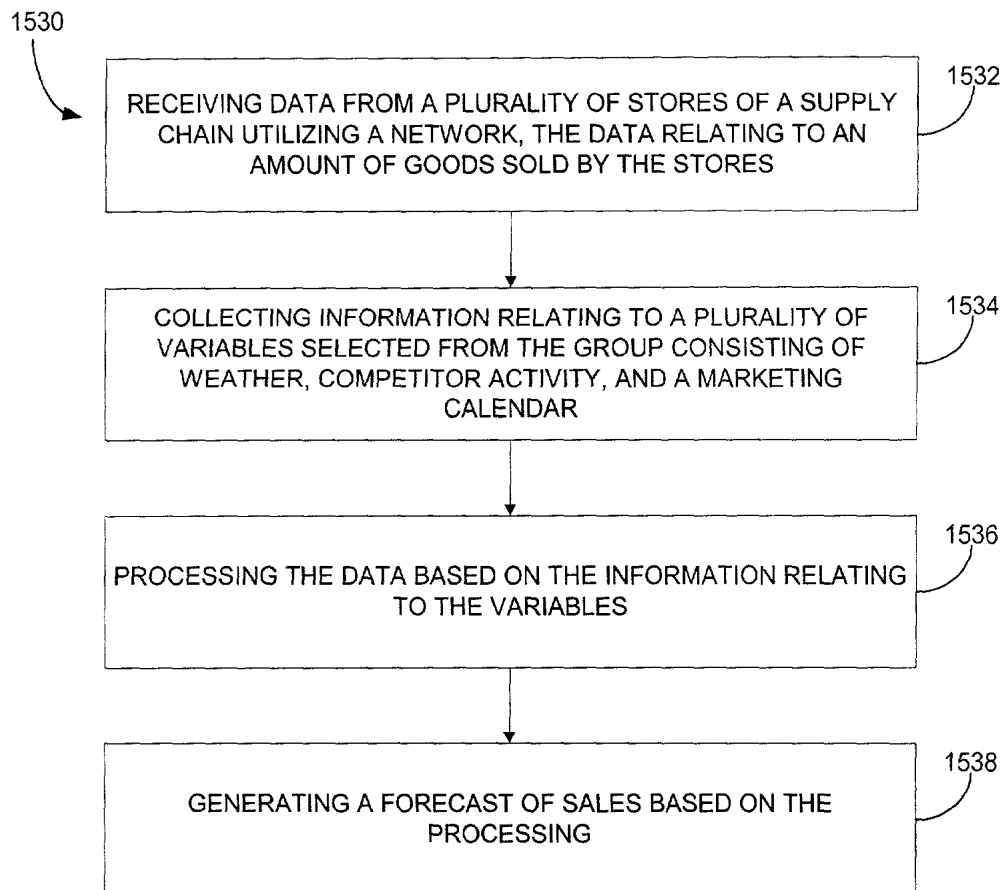 1530
1532
RECEIVING DATA FROM A PLURALITY OF STORES OF A SUPPLY
CHAIN UTILIZING A NETWORK, THE DATA RELATING TO AN
AMOUNT OF GOODS SOLD BY THE STORES
1534
COLLECTING INFORMATION RELATING TO A PLURALITY OF
VARIABLES SELECTED FROM THE GROUP CONSISTING OF
WEATHER, COMPETITOR ACTIVITY, AND A MARKETING
CALENDAR
1536
PROCESSING THE DATA BASED ON THE INFORMATION RELATING
TO THE VARIABLES
1538
GENERATING A FORECAST OF SALES BASED ON THE
PROCESSING